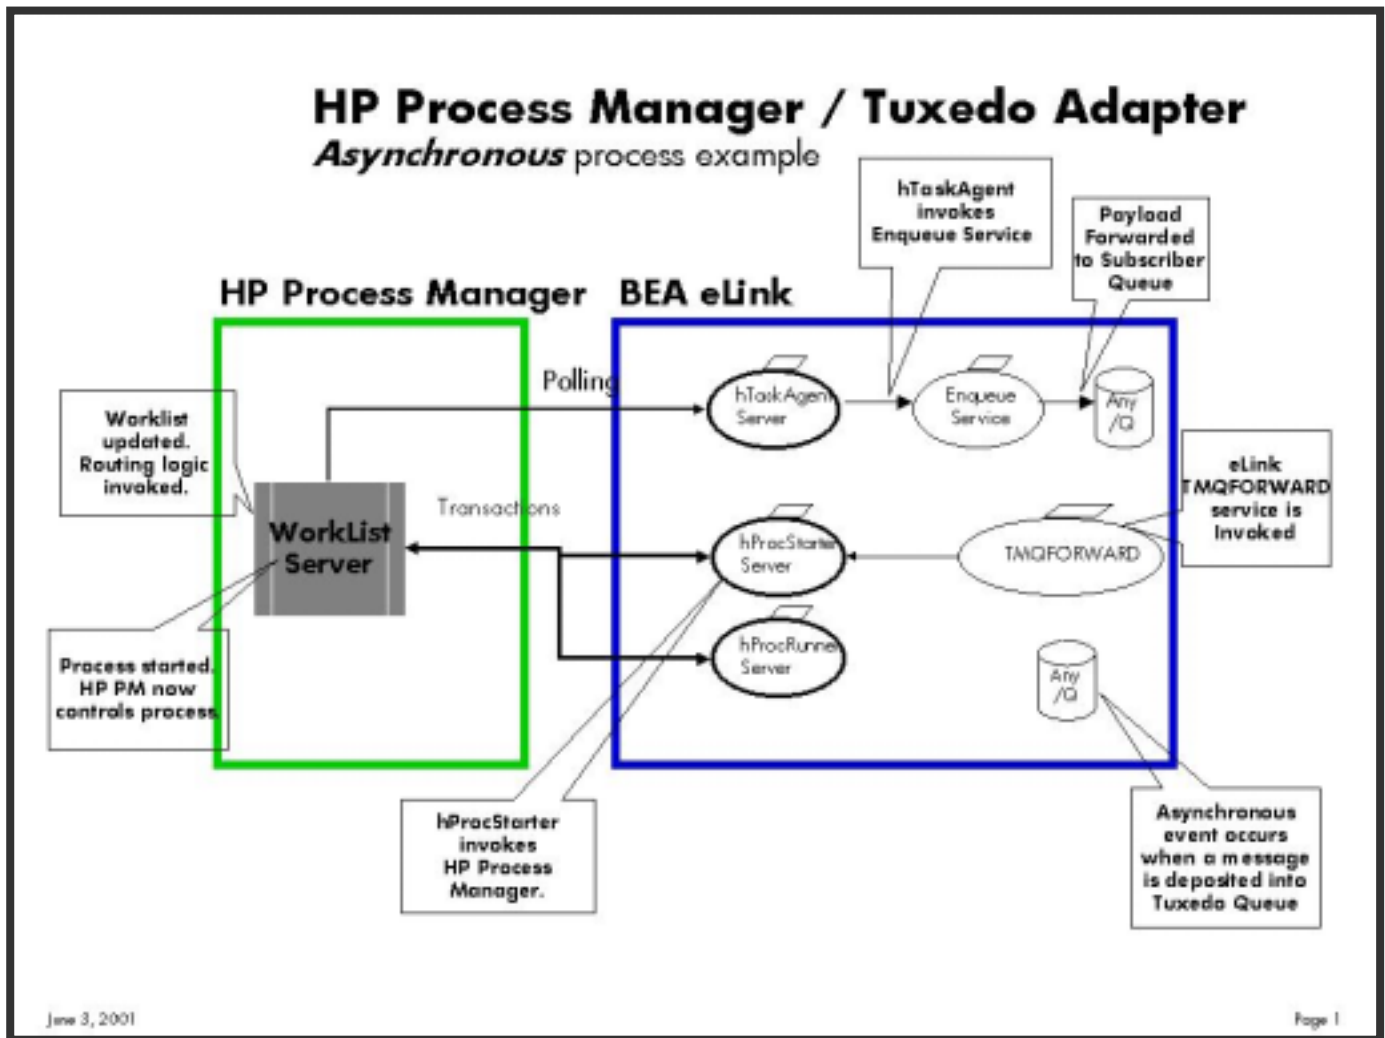 HP Process Manager / Tuxedo Adapter
Asynchronous process example
hTaskAgent
invokes
Enqueue Service
Payload
Forwarded
to Subscriber
Queue
HP Process Manager
BEA eLink
Polling
hTaskAgent
Server
Enqueue
Service
Any
/Q
Worklist
updated.
Routing logic
invoked.
eLink
TMQFORWARD
service is
Invoked
Transactions
WorkList
Server
hProcStarter
Server
TMQFORWARD
hProcRunner
Server
Any
/Q
Process started.
HP PM now
controls process.
hProcStarter
invokes
HP Process
Manager.
Asynchronous
event occurs
when a message
is deposited into
Tuxedo Queue
June 3, 2001
Page 1